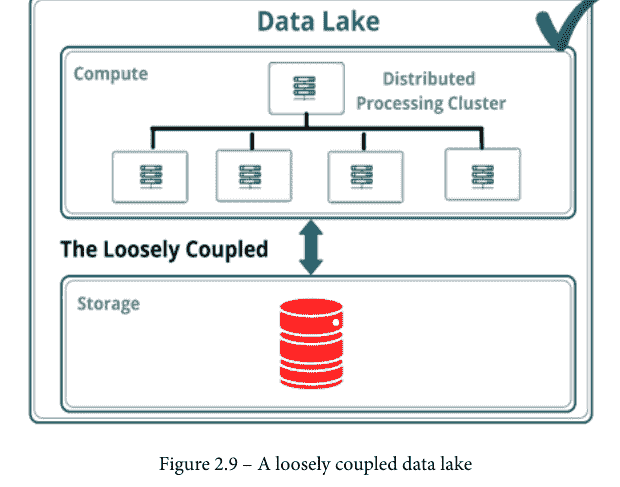 Data Lake
Compute
Distributed
Processing Cluster
The Loosely Coupled
Storage
Figure 2.9 – A loosely coupled data lake